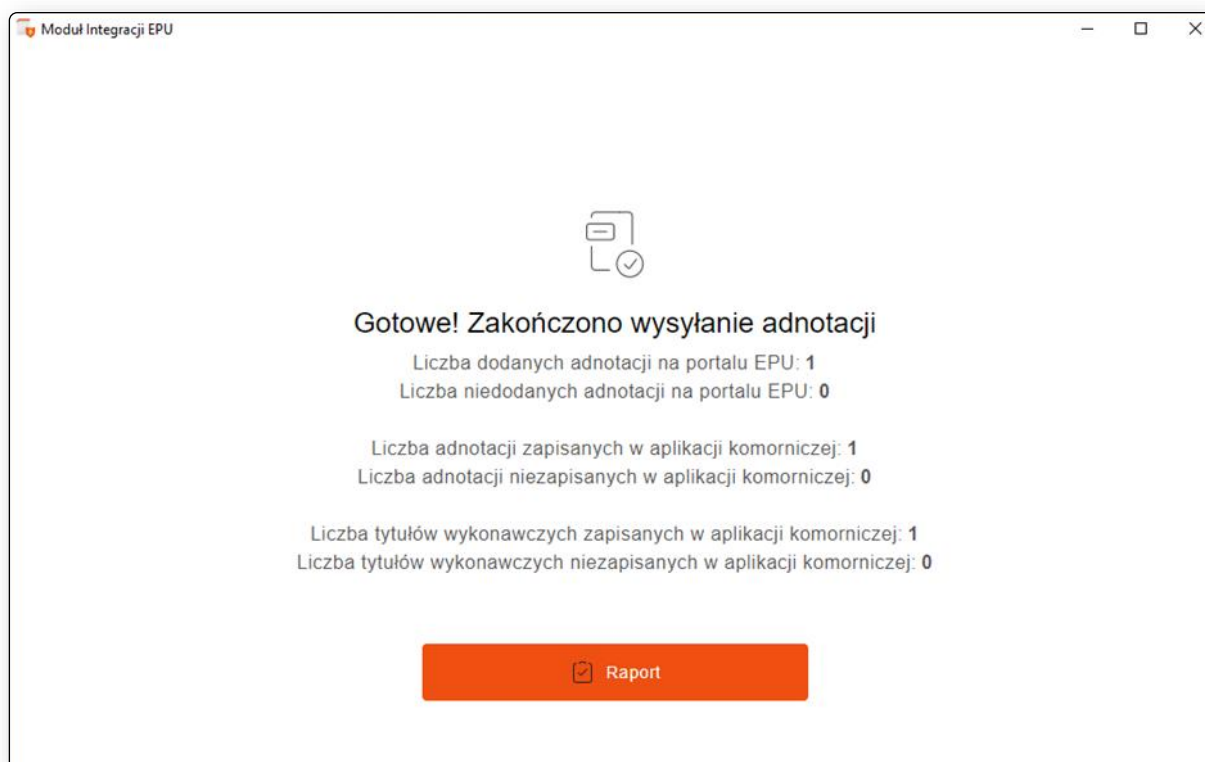 Moduł Integracji EPU
Gotowe! Zakończono wysyłanie adnotacji
Liczba dodanych adnotacji na portalu EPU: 1
Liczba niedodanych adnotacji na portalu EPU: 0
Liczba adnotacji zapisanych w aplikacji komorniczej: 1
Liczba adnotacji niezapisanych w aplikacji komorniczej: 0
Liczba tytułów wykonawczych zapisanych w aplikacji komorniczej: 1
Liczba tytułów wykonawczych niezapisanych w aplikacji komorniczej: 0
Raport